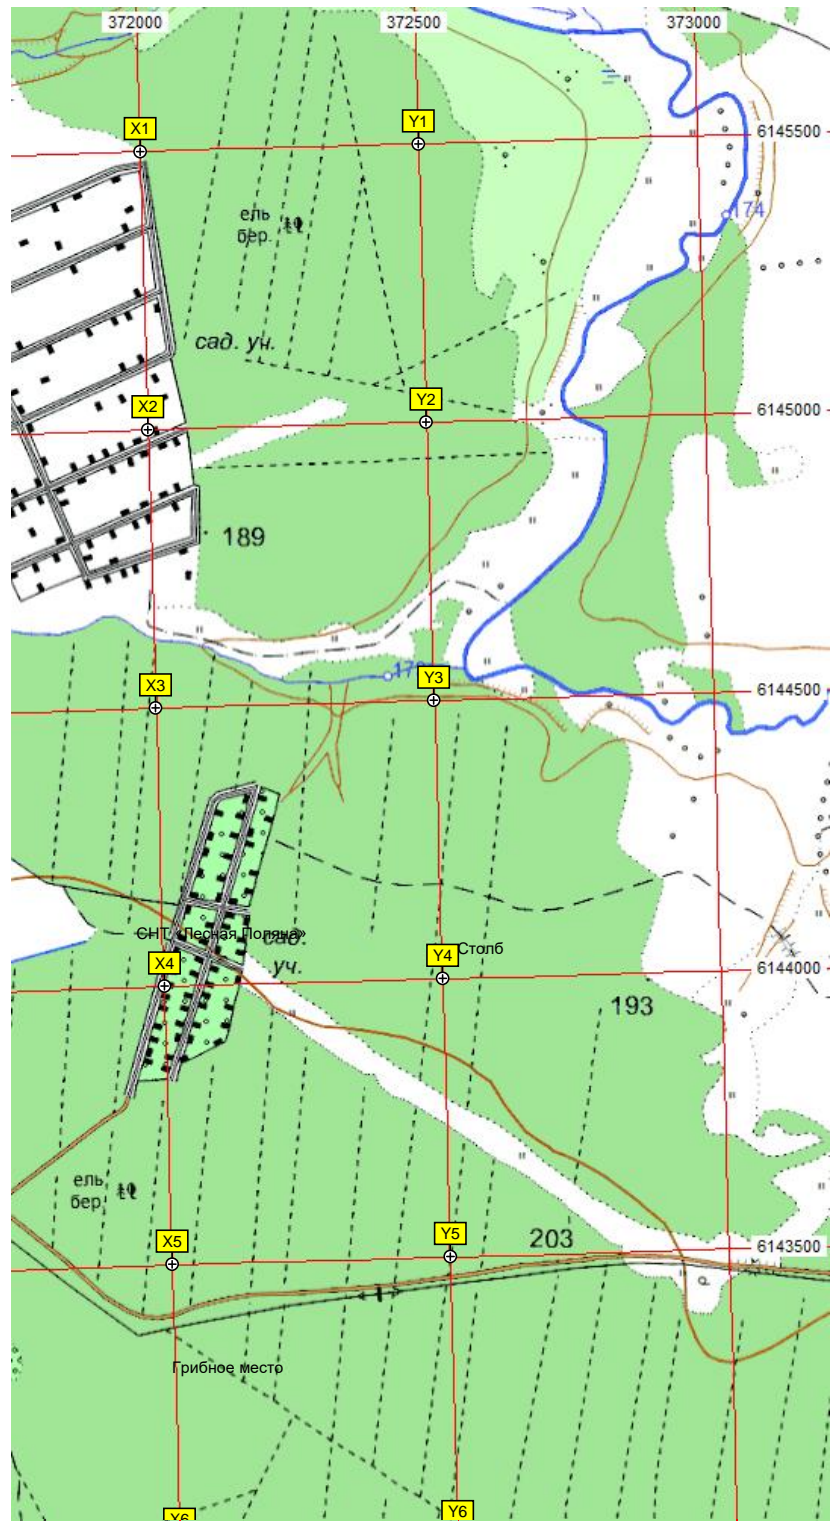 372000
372500
373000
X1
Y1
6145500
ель
бер.
174
сад. уч.
X2
Y2
6145000
189
X3
Y3
6144500
СНТ «Лесная Поляна»
сад.
уч.
X4
Y4
Столб
6144000
193
ель
бер.
X5
Y5
203
6143500
Грибное место
X6
Y6